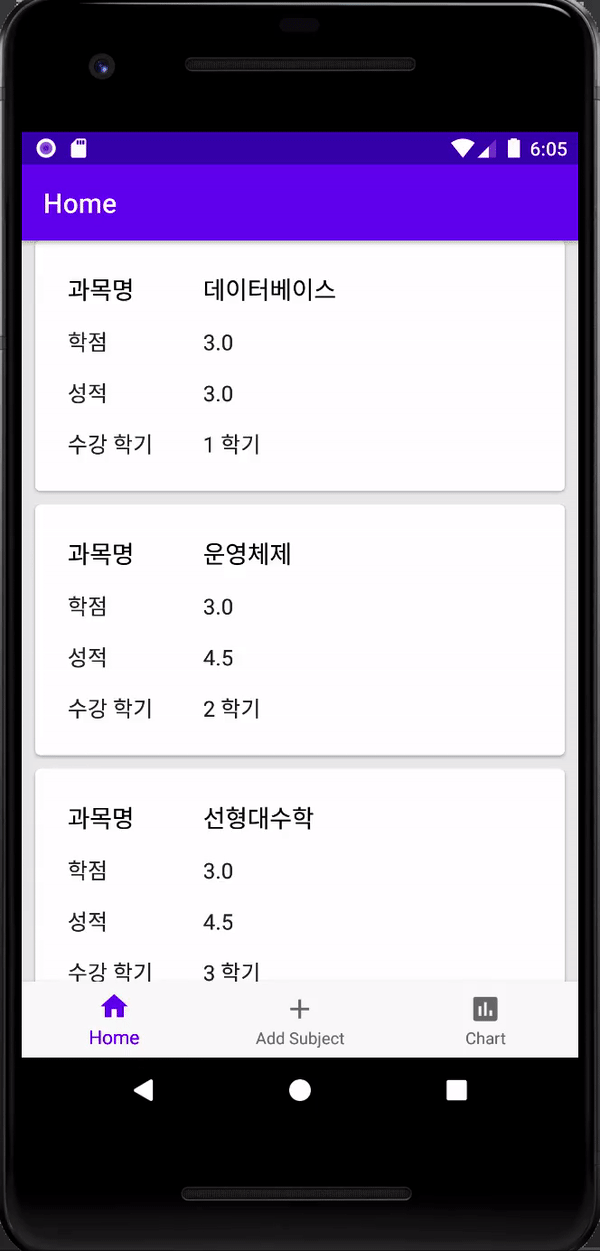 6:05
Home
과목명 데이터베이스
학점 3.0
성적 3.0
수강 학기 1 학기
과목명 운영체제
학점 3.0
성적 4.5
수강 학기 2 학기
과목명 선형대수학
학점 3.0
성적 4.5
수강 학기 3 학기
Home Add Subject Chart